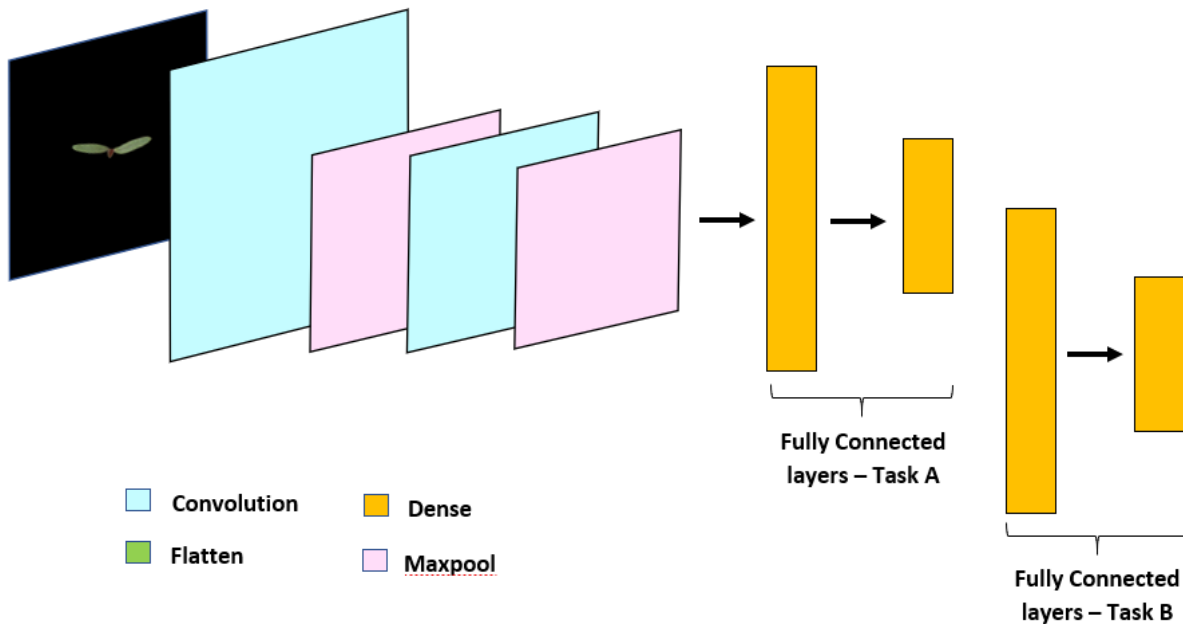 Fully Connected
layers – Task A
Convolution
Dense
Flatten
Maxpool
Fully Connected
layers – Task B